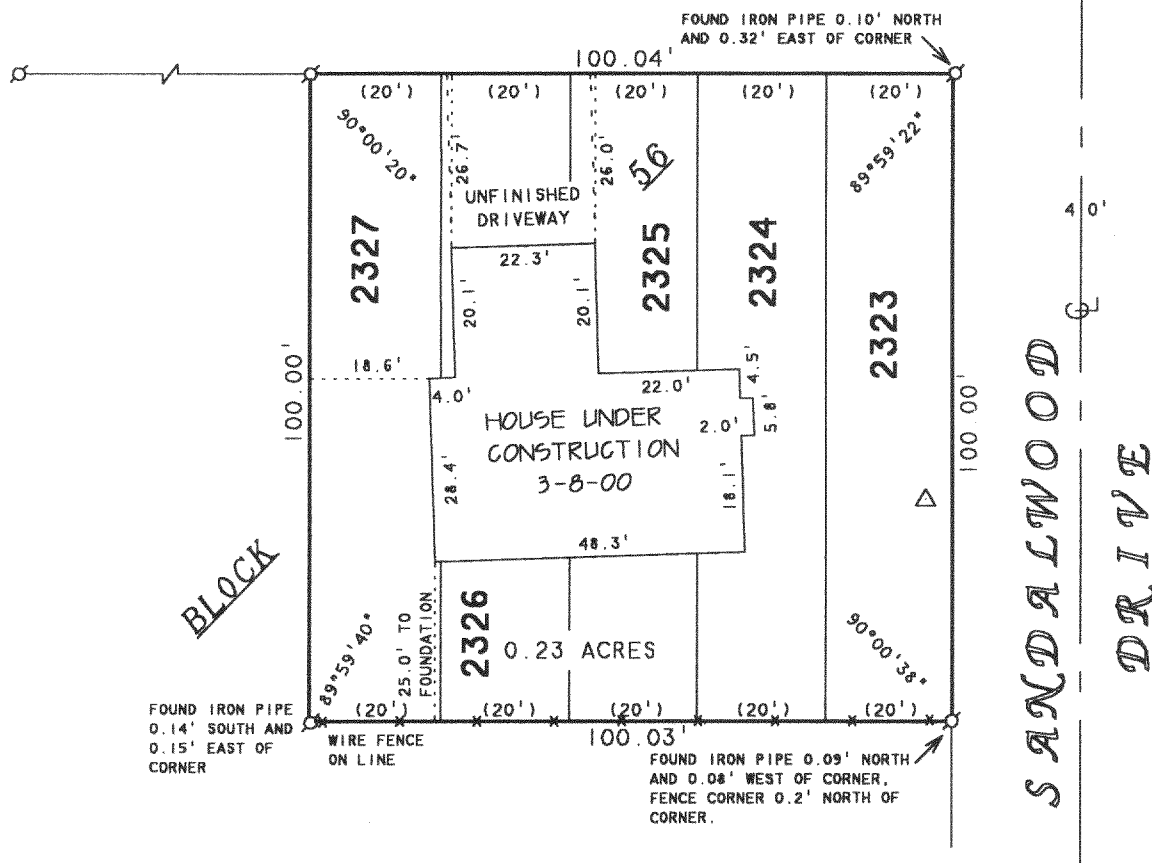 FOUND IRON PIPE 0.10' NORTH
AND 0.32' EAST OF CORNER
100.04'
(20')
(20')
(20')
(20')
(20')
90°00'20"
89°59'22"
26.7'
26.0'
56
UNFINISHED
DRIVEWAY
2327
2325
2324
2323
40'
CL
22.3'
20.1'
20.1'
18.6'
4.0'
22.0'
4.5'
2.0'
5.8'
100.00'
100.00'
HOUSE UNDER
CONSTRUCTION
3-8-00
28.4'
18.1'
48.3'
SANDALWOOD
DRIVE
BLOCK
25.0' TO
FOUNDATION
2326
0.23 ACRES
89°59'40"
90°00'38"
(20')
(20')
(20')
(20')
(20')
100.03'
FOUND IRON PIPE
0.14' SOUTH AND
0.15' EAST OF
CORNER
WIRE FENCE
ON LINE
FOUND IRON PIPE 0.09' NORTH
AND 0.08' WEST OF CORNER,
FENCE CORNER 0.2' NORTH OF
CORNER.